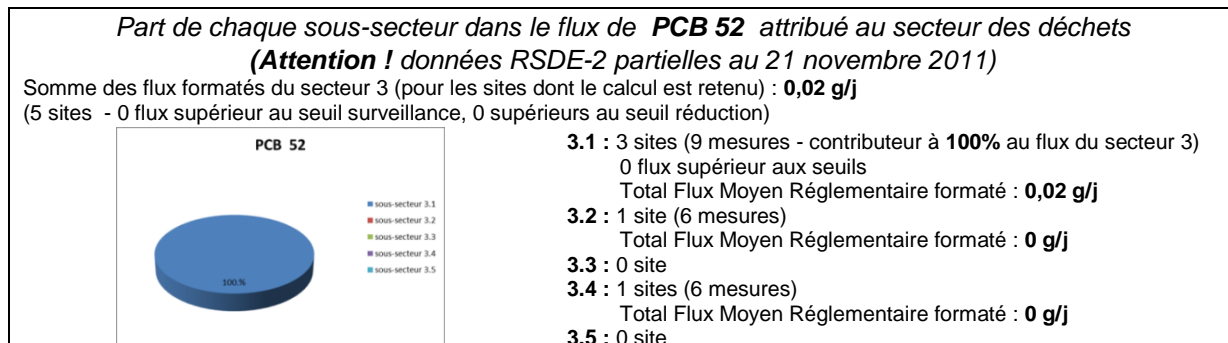 Part de chaque sous-secteur dans le flux de PCB 52 attribué au secteur des déchets
(Attention ! données RSDE-2 partielles au 21 novembre 2011)
Somme des flux formatés du secteur 3 (pour les sites dont le calcul est retenu) : 0,02 g/j
(5 sites - 0 flux supérieur au seuil surveillance, 0 supérieurs au seuil réduction)
PCB 52
sous-secteur 3.1
sous-secteur 3.2
sous-secteur 3.3
sous-secteur 3.4
sous-secteur 3.5
100.%
3.1 : 3 sites (9 mesures - contributeur à 100% au flux du secteur 3)
0 flux supérieur aux seuils
Total Flux Moyen Réglementaire formaté : 0,02 g/j
3.2 : 1 site (6 mesures)
Total Flux Moyen Réglementaire formaté : 0 g/j
3.3 : 0 site
3.4 : 1 sites (6 mesures)
Total Flux Moyen Réglementaire formaté : 0 g/j
3.5 : 0 site